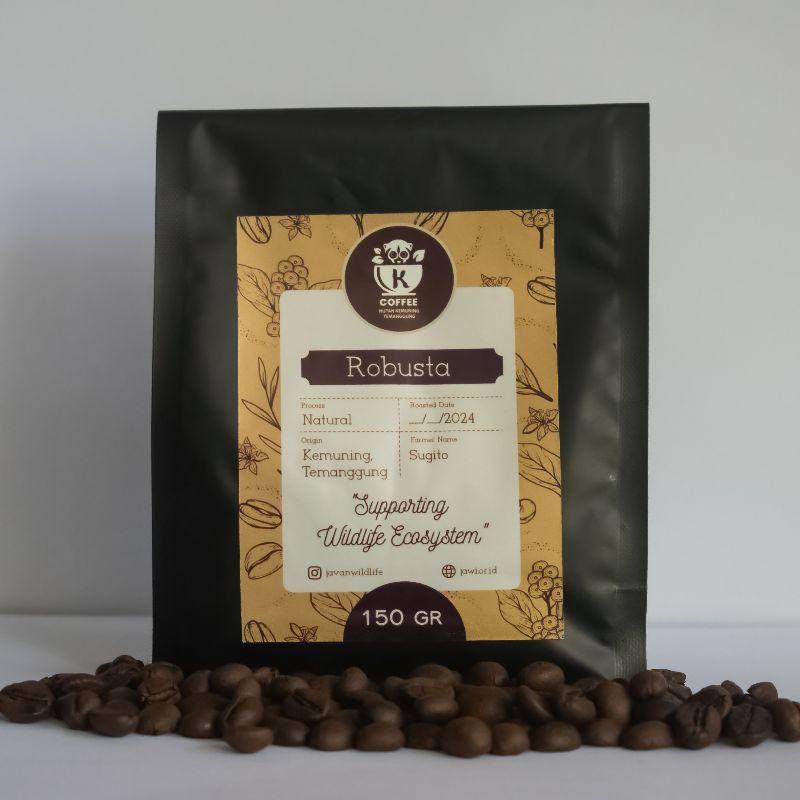 K
COFFEE
HUTAN KEMUNING
TEMANGGUNG
Robusta
Process
Natural
Roasted Date
__/__/2024
Origin
Kemuning,
Temanggung
Farmer Name
Sugito
"Supporting
Wildlife Ecosystem"
javanwildlife
jawi.or.id
150 GR